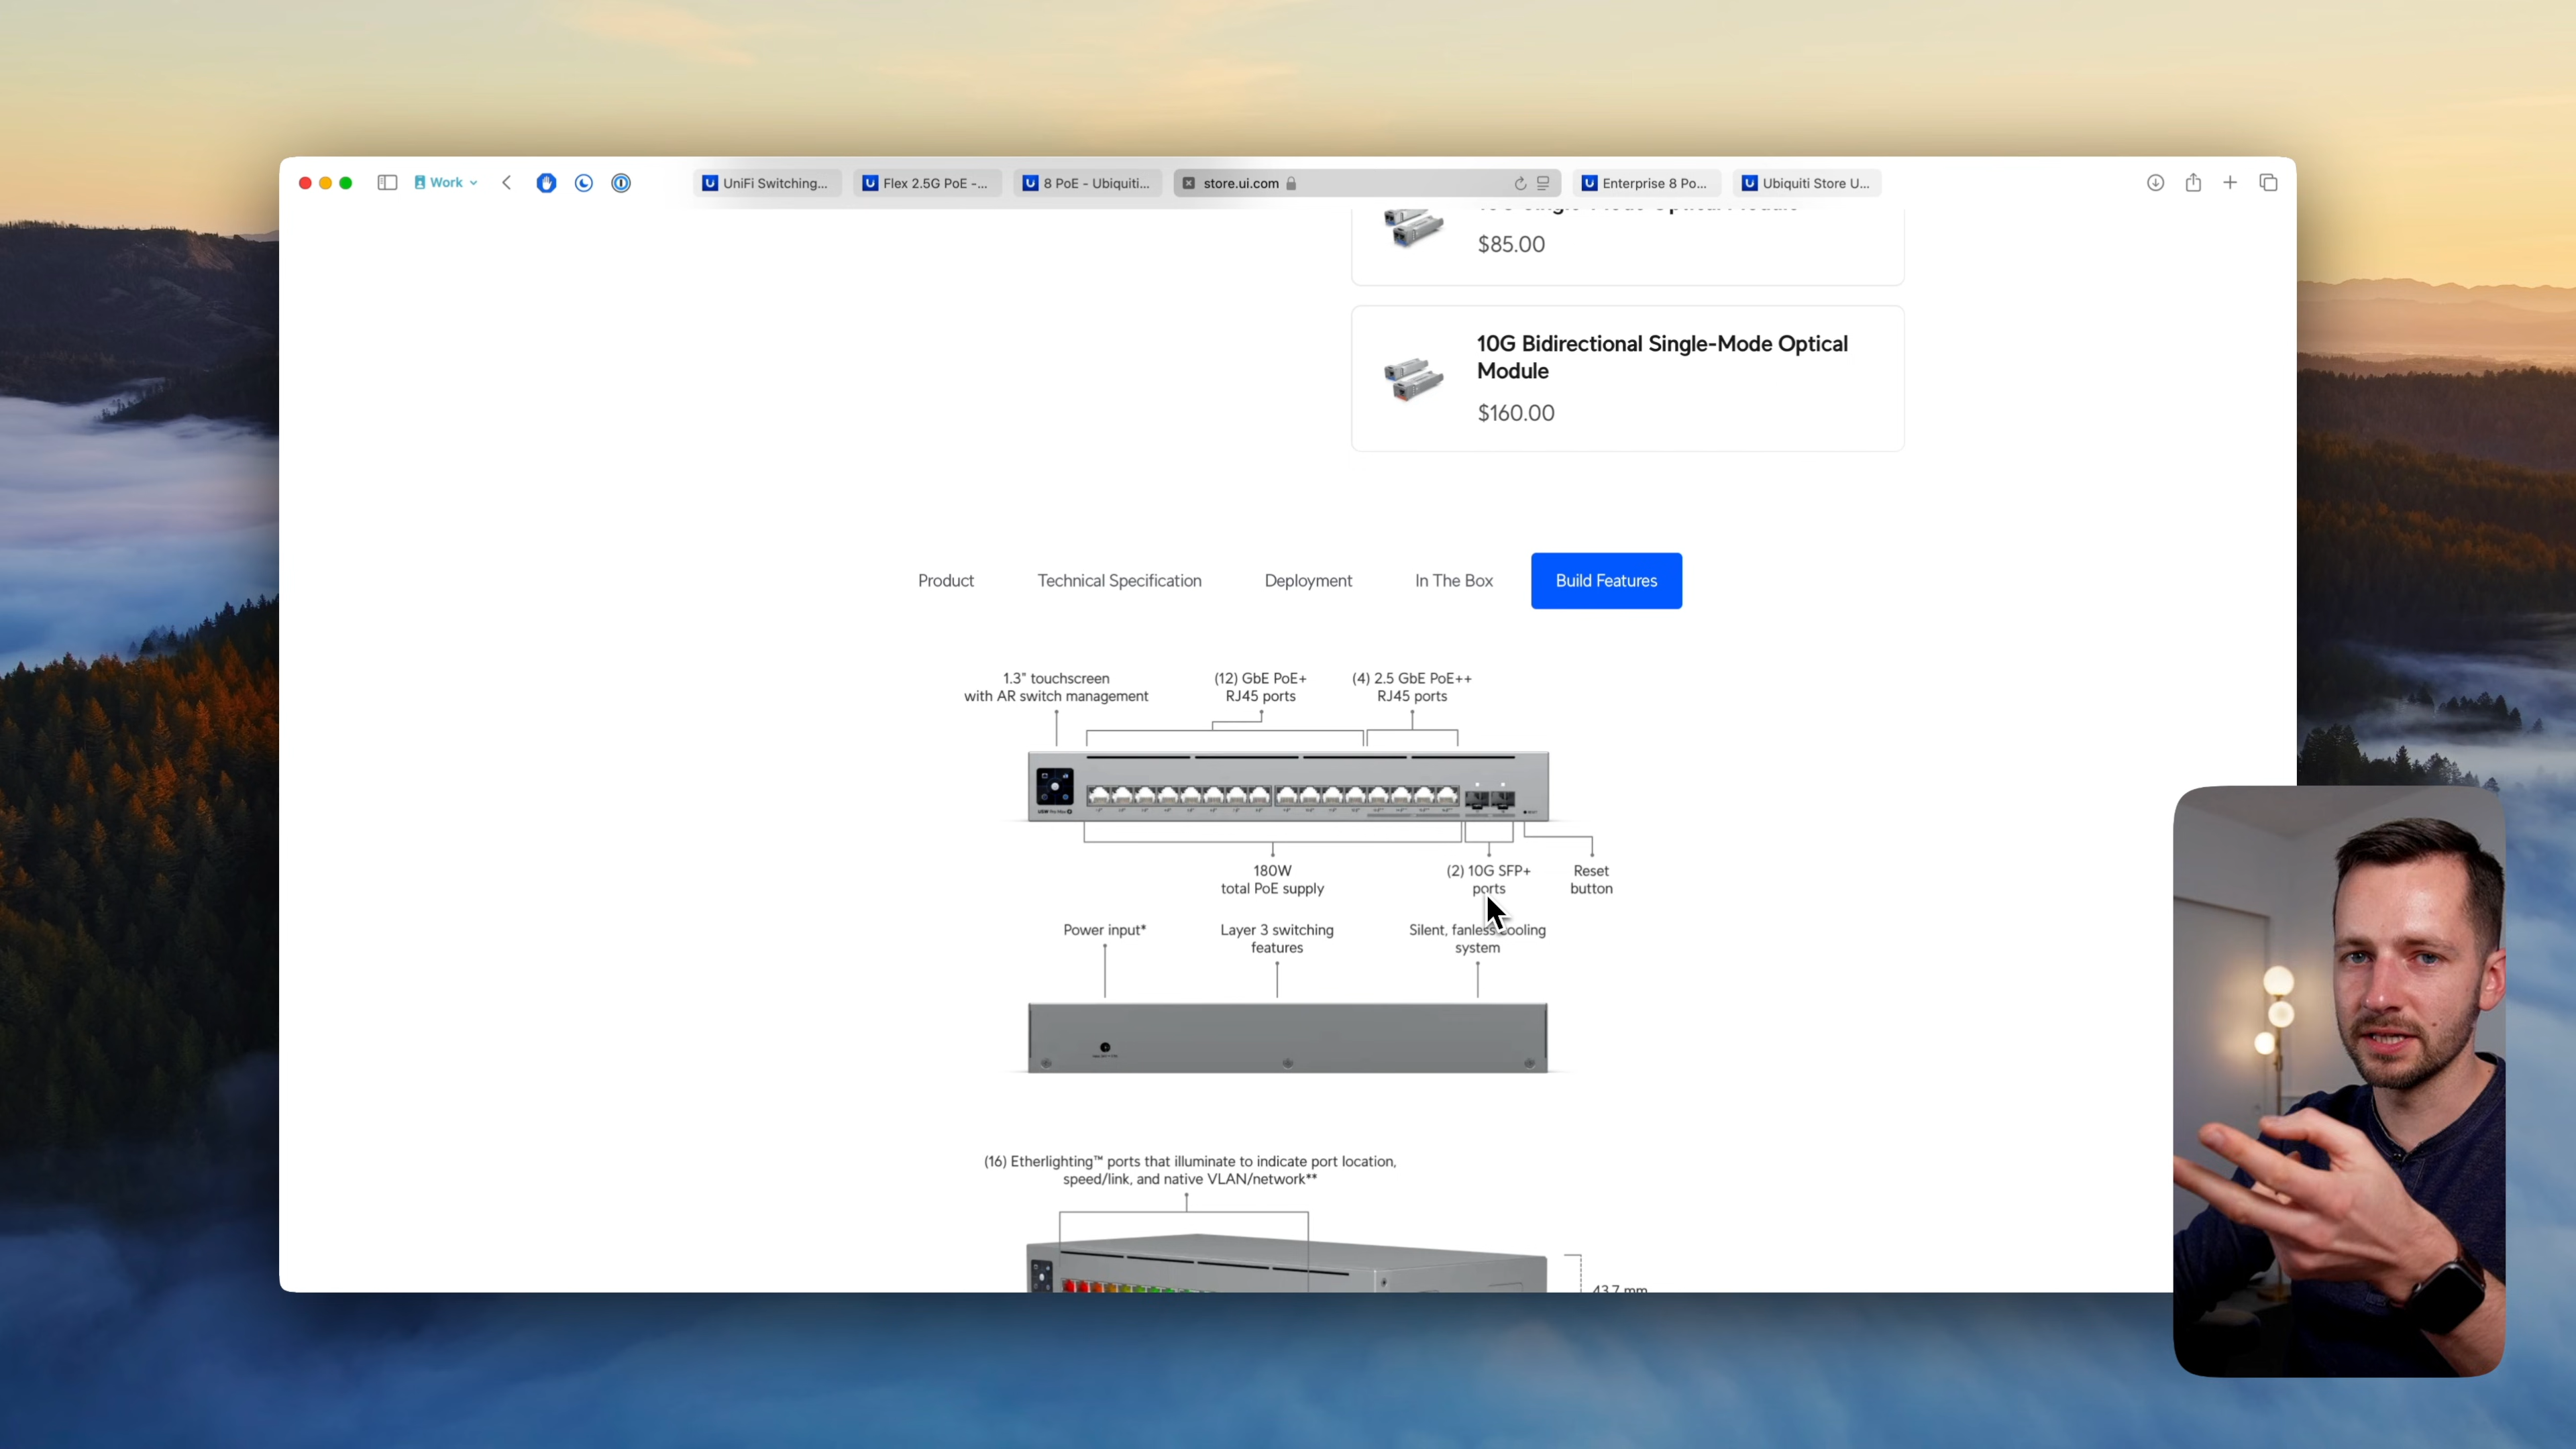 Work
UniFi Switching...
Flex 2.5G PoE -...
8 PoE - Ubiquiti...
store.ui.com
Enterprise 8 Po...
Ubiquiti Store U...
$85.00
10G Bidirectional Single-Mode Optical
Module
$160.00
Product
Technical Specification
Deployment
In The Box
Build Features
1.3" touchscreen
with AR switch management
(12) GbE PoE+
RJ45 ports
(4) 2.5 GbE PoE++
RJ45 ports
180W
total PoE supply
(2) 10G SFP+
ports
Reset
button
Power input*
Layer 3 switching
features
Silent, fanless cooling
system
(16) Etherlighting™ ports that illuminate to indicate port location,
speed/link, and native VLAN/network**
43.7 mm